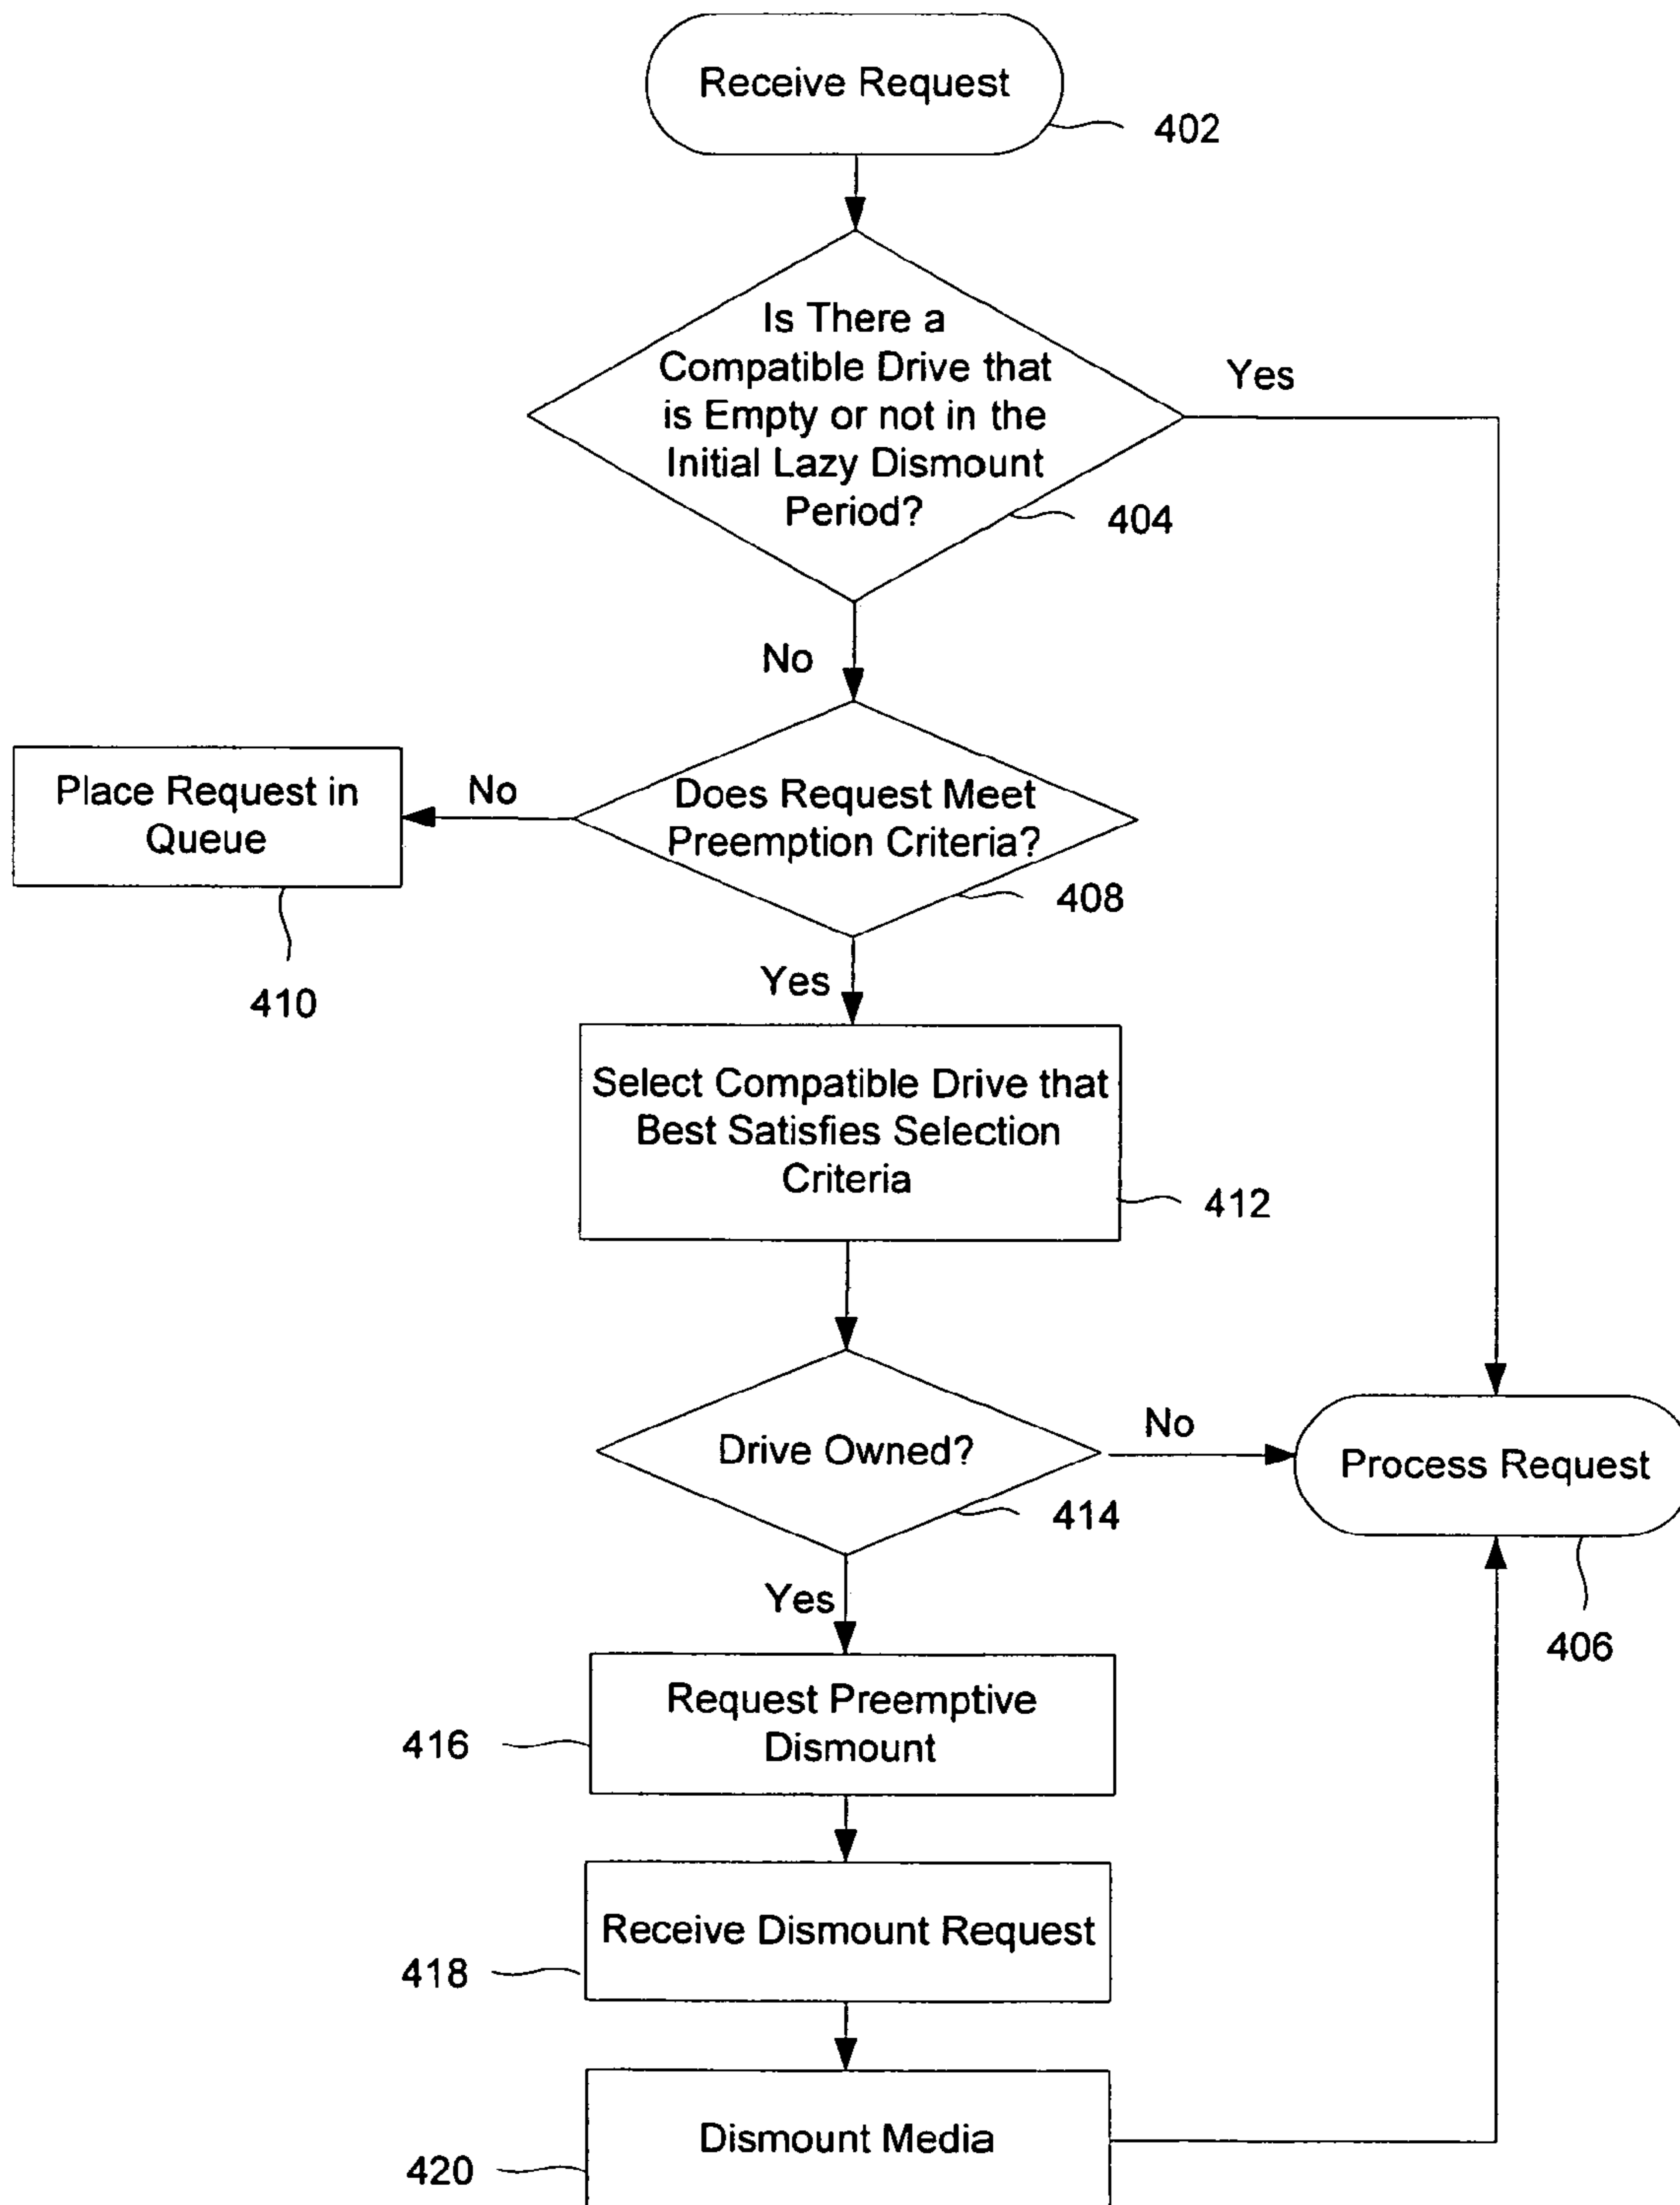 Receive Request
402
Is There a
Compatible Drive that
is Empty or not in the
Initial Lazy Dismount
Period?
404
Yes
No
Place Request in
Queue
410
No
Does Request Meet
Preemption Criteria?
408
Yes
Select Compatible Drive that
Best Satisfies Selection
Criteria
412
Drive Owned?
414
No
Process Request
406
Yes
Request Preemptive
Dismount
416
Receive Dismount Request
418
Dismount Media
420